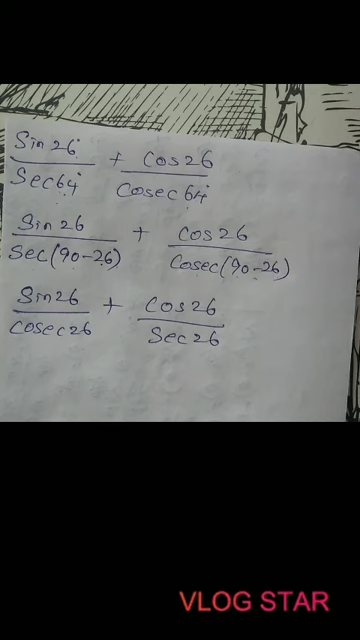 Sin 26 / Sec 64 + Cos 26 / Cosec 64
Sin 26 / Sec(90-26) + Cos 26 / Cosec(90-26)
Sin 26 / Cosec 26 + Cos 26 / Sec 26
VLOG STAR